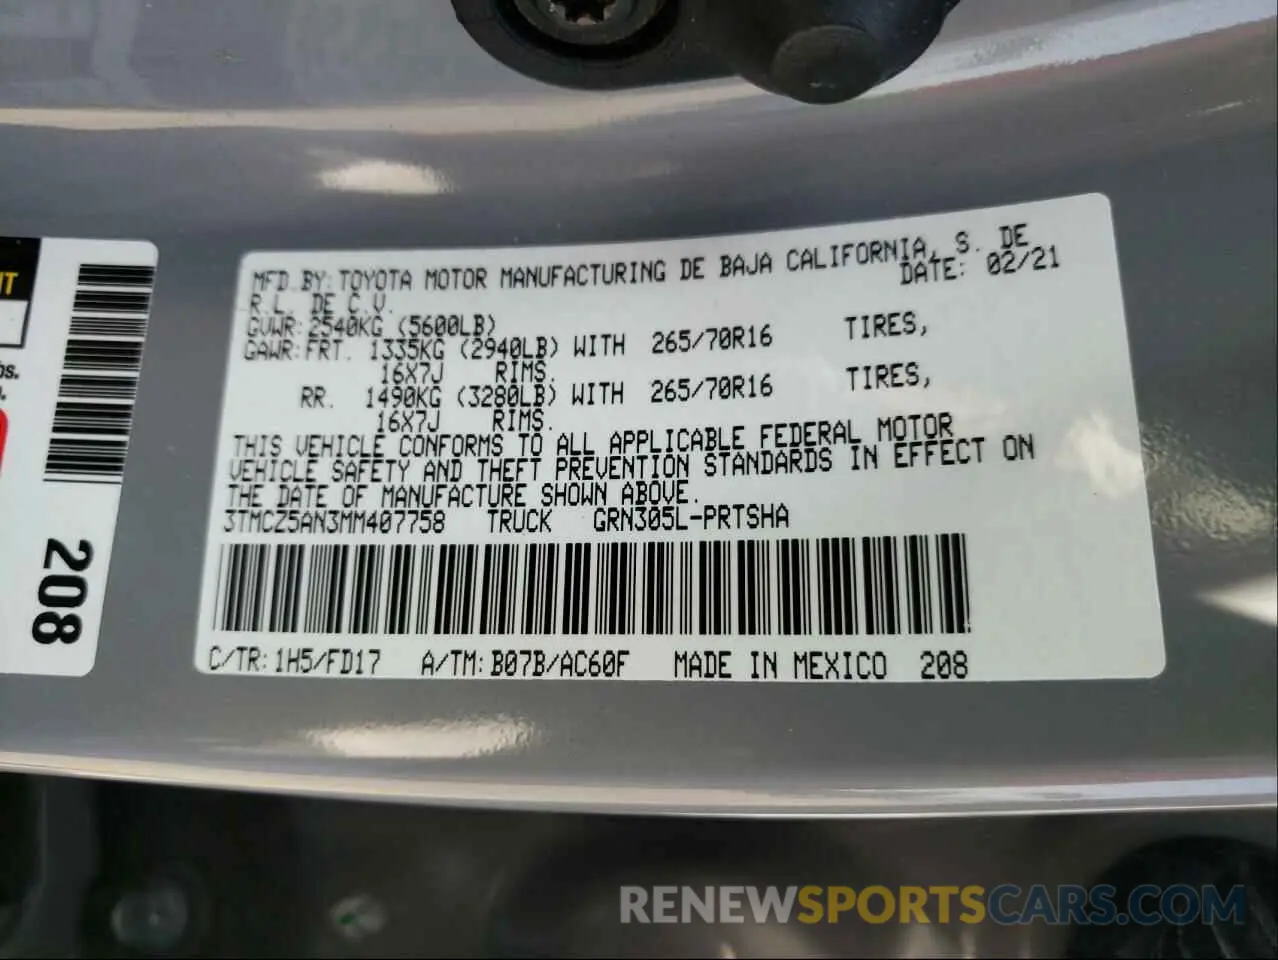 MFD. BY: TOYOTA MOTOR MANUFACTURING DE BAJA CALIFORNIA, S. DE
R.L. DE C.V. DATE: 02/21
GVWR: 2540KG (5600LB)
GAWR: FRT. 1335KG (2940LB) WITH 265/70R16 TIRES,
16X7J RIMS.
RR. 1490KG (3280LB) WITH 265/70R16 TIRES,
16X7J RIMS.
THIS VEHICLE CONFORMS TO ALL APPLICABLE FEDERAL MOTOR
VEHICLE SAFETY AND THEFT PREVENTION STANDARDS IN EFFECT ON
THE DATE OF MANUFACTURE SHOWN ABOVE.
3TMCZ5AN3MM407758 TRUCK GRN305L-PRTSHA
C/TR: 1H5/FD17 A/TM: B07B/AC60F MADE IN MEXICO 208
208
RENEWSPORTSCARS.COM